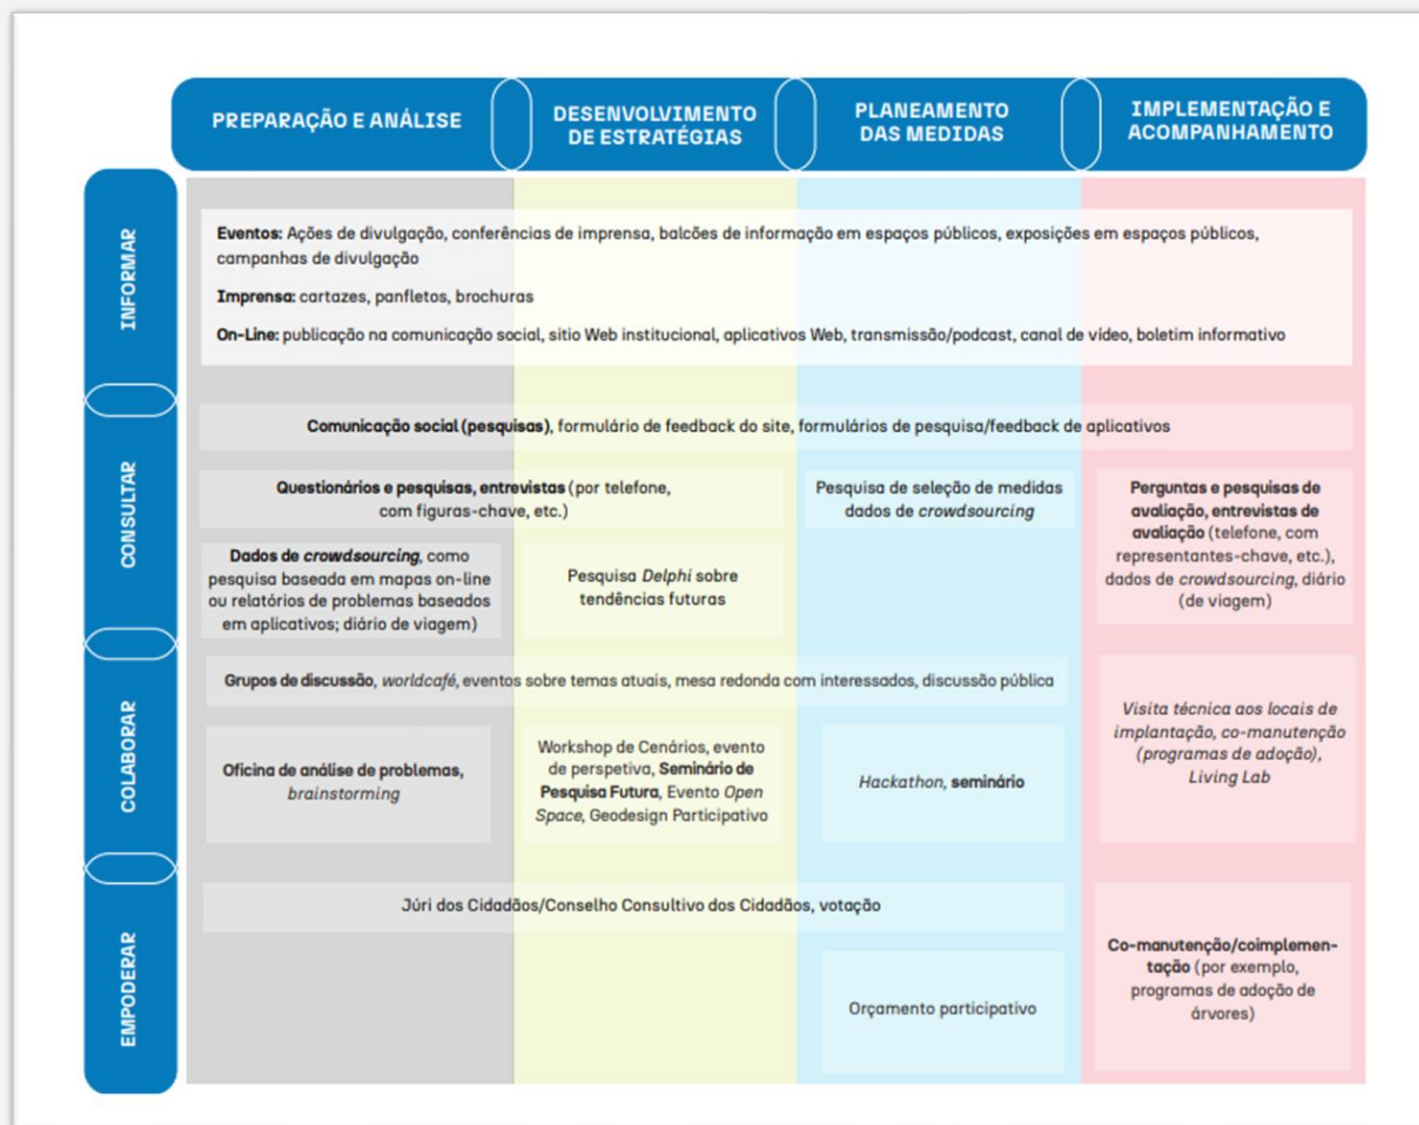 PREPARAÇÃO E ANÁLISE
DESENVOLVIMENTO
DE ESTRATÉGIAS
PLANEAMENTO
DAS MEDIDAS
IMPLEMENTAÇÃO E
ACOMPANHAMENTO
INFORMAR
Eventos: Ações de divulgação, conferências de imprensa, balcões de informação em espaços públicos, exposições em espaços públicos,
campanhas de divulgação
Imprensa: cartazes, panfletos, brochuras
On-Line: publicação na comunicação social, sitio Web institucional, aplicativos Web, transmissão/podcast, canal de vídeo, boletim informativo
CONSULTAR
Comunicação social (pesquisas), formulário de feedback do site, formulários de pesquisa/feedback de aplicativos
Questionários e pesquisas, entrevistas (por telefone,
com figuras-chave, etc.)
Pesquisa de seleção de medidas
dados de crowdsourcing
Perguntas e pesquisas de
avaliação, entrevistas de
avaliação (telefone, com
representantes-chave, etc.),
dados de crowdsourcing, diário
(de viagem)
Dados de crowdsourcing, como
pesquisa baseada em mapas on-line
ou relatórios de problemas baseados
em aplicativos; diário de viagem)
Pesquisa Delphi sobre
tendências futuras
COLABORAR
Grupos de discussão, worldcafé, eventos sobre temas atuais, mesa redonda com interessados, discussão pública
Visita técnica aos locais de
implantação, co-manutenção
(programas de adoção),
Living Lab
Oficina de análise de problemas,
brainstorming
Workshop de Cenários, evento
de perspetiva, Seminário de
Pesquisa Futura, Evento Open
Space, Geodesign Participativo
Hackathon, seminário
EMPODERAR
Júri dos Cidadãos/Conselho Consultivo dos Cidadãos, votação
Orçamento participativo
Co-manutenção/coimplemen-
tação (por exemplo,
programas de adoção de
árvores)